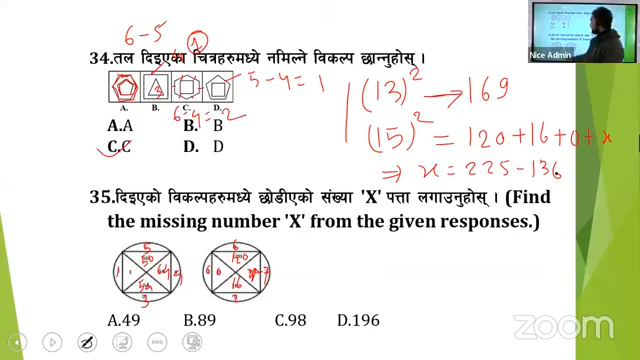 6-5
Nice Admin
34.तल दिइएका चित्रहरुमध्ये नमिल्ने विकल्प छान्नुहोस् ।
5-4=1
6-4=2
A. B. C. D.
A.A B. B
C.C D. D
(13)² → 169
(15)² = 120+16+0+x
⇒ x = 225-136
35.दिइएको विकल्पहरुमध्ये छोडीएको संख्या 'X' पत्ता लगाउनुहोस् । (Find
the missing number 'X' from the given responses.)
A.49 B.89 C.98 D.196
zoom